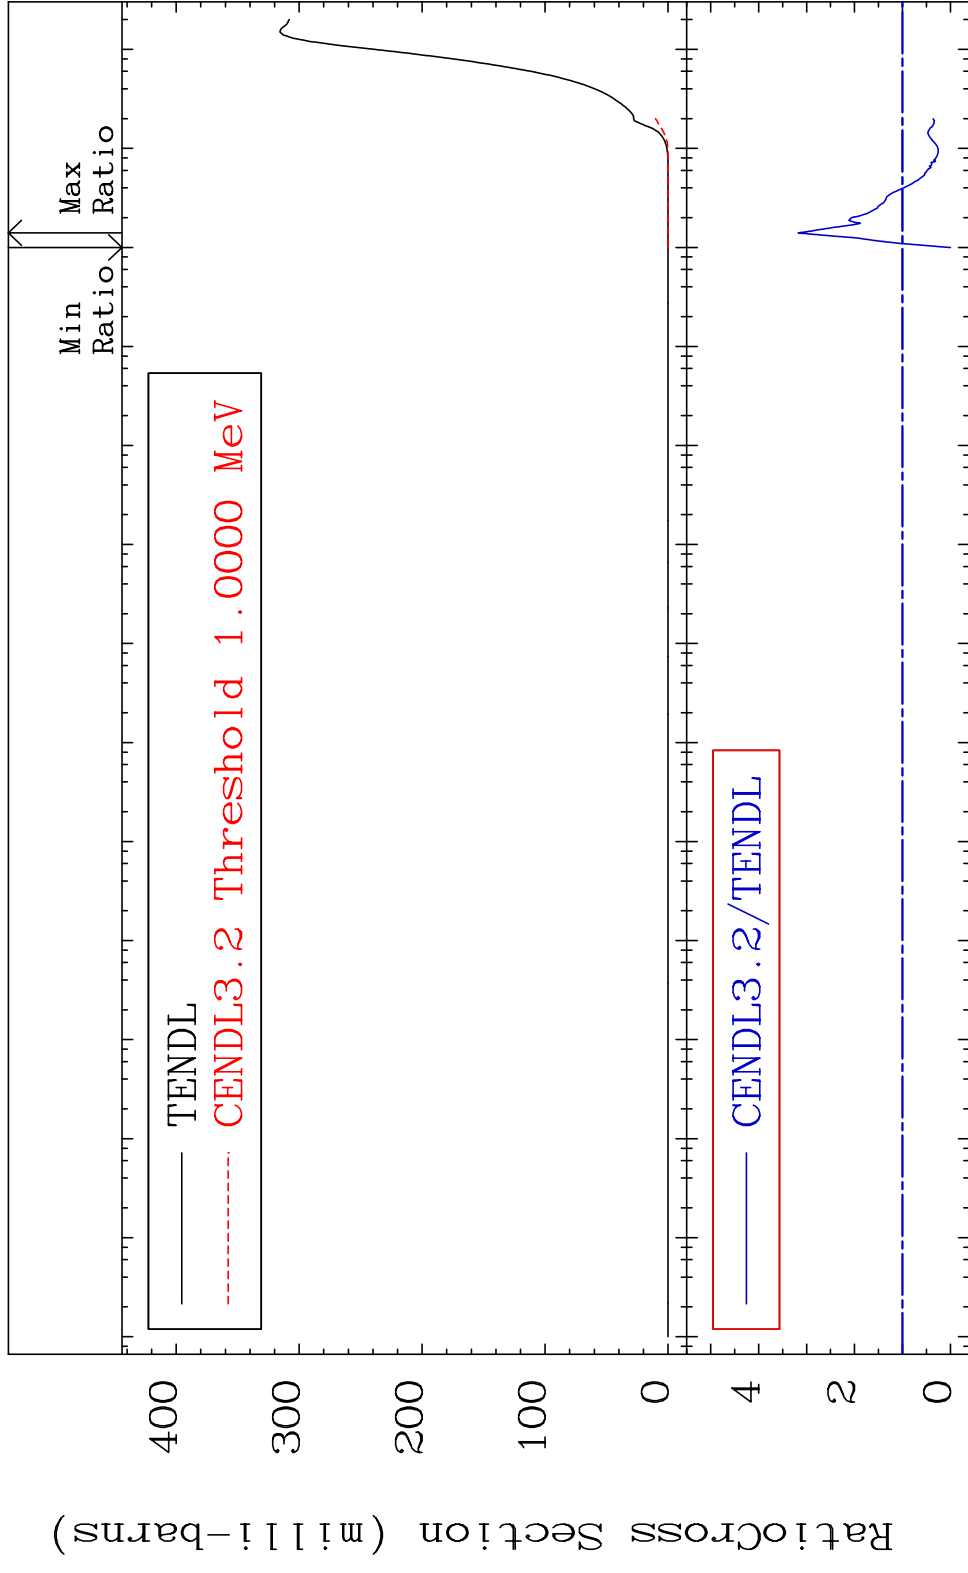 Min
Ratio
Max
Ratio
TENDL
CENDL3.2 Threshold 1.0000 MeV
400
300
200
100
0
Cross Section (milli-barns)
CENDL3.2/TENDL
4
2
0
Ratio